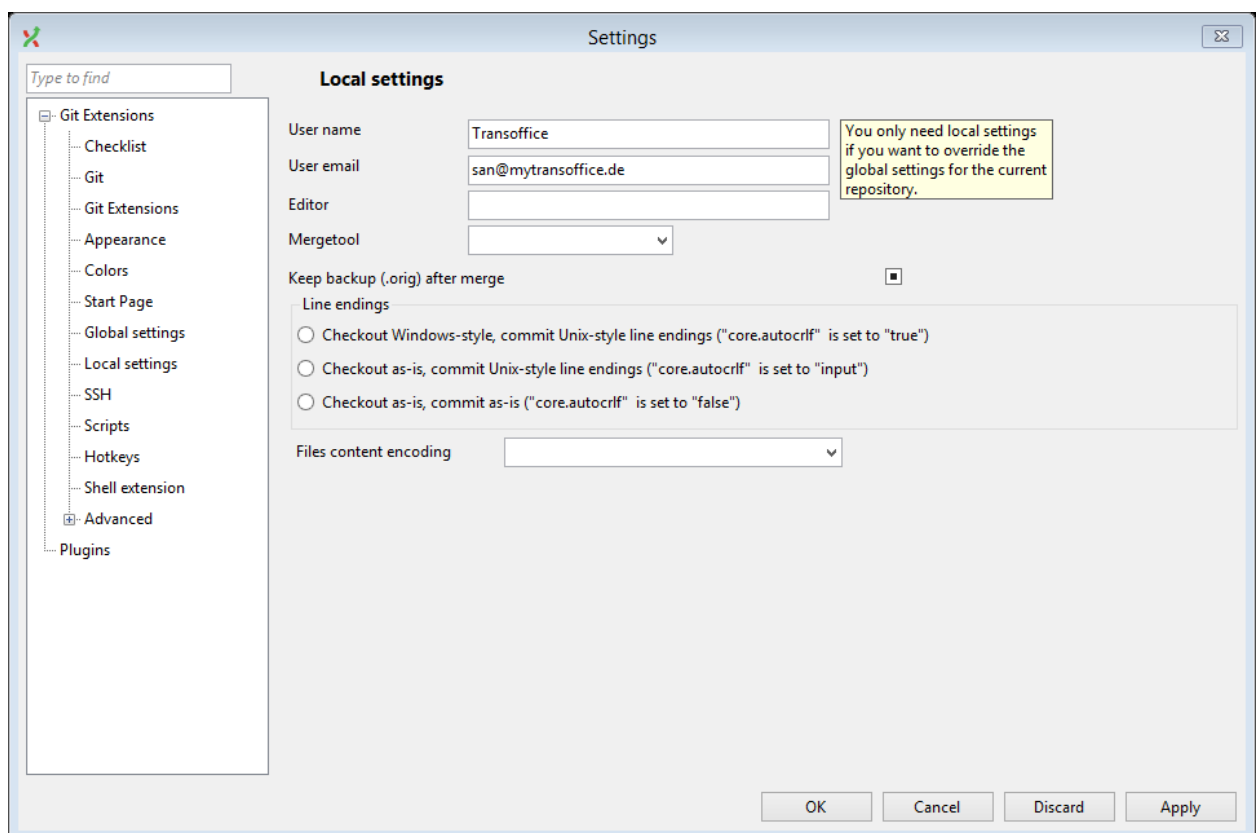 Settings
Type to find
Git Extensions
Checklist
Git
Git Extensions
Appearance
Colors
Start Page
Global settings
Local settings
SSH
Scripts
Hotkeys
Shell extension
Advanced
Plugins
Local settings
User name
Transoffice
User email
san@mytransoffice.de
Editor
Mergetool
You only need local settings
if you want to override the
global settings for the current
repository.
Keep backup (.orig) after merge
Line endings
Checkout Windows-style, commit Unix-style line endings ("core.autocrlf"  is set to "true")
Checkout as-is, commit Unix-style line endings ("core.autocrlf"  is set to "input")
Checkout as-is, commit as-is ("core.autocrlf"  is set to "false")
Files content encoding
OK
Cancel
Discard
Apply